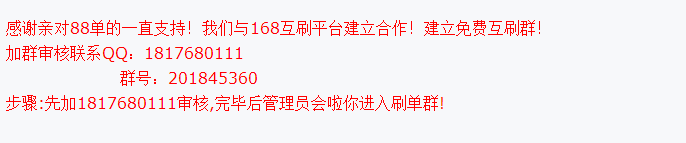 感谢亲对88单的一直支持！我们与168互刷平台建立合作！建立免费互刷群！
加群审核联系QQ：1817680111
群号：201845360
步骤:先加1817680111审核,完毕后管理员会啦你进入刷单群!